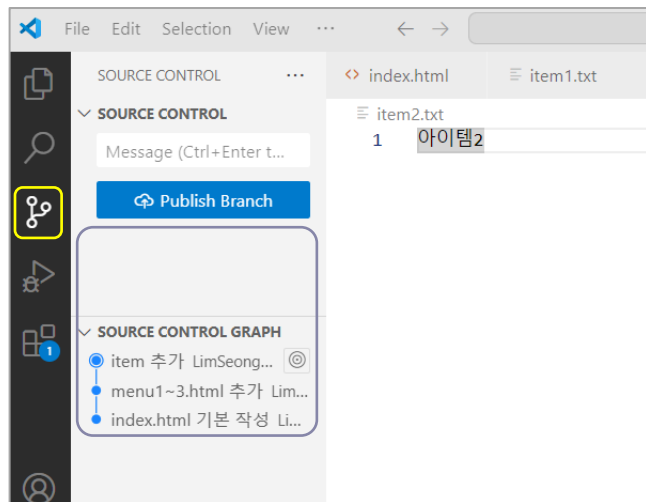 File Edit Selection View ···
SOURCE CONTROL ···
index.html
item1.txt
SOURCE CONTROL
item2.txt
1 아이템2
Message (Ctrl+Enter t...
Publish Branch
SOURCE CONTROL GRAPH
item 추가 LimSeong...
menu1~3.html 추가 Lim...
index.html 기본 작성 Li...
1